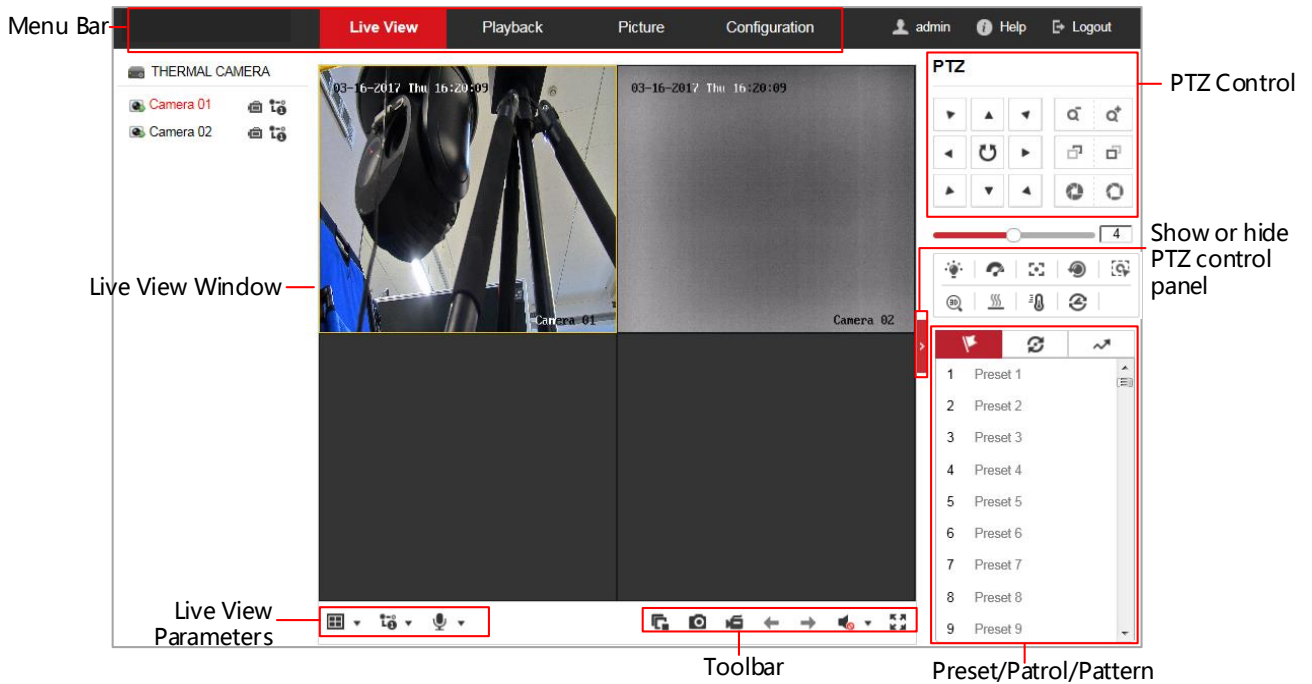 Menu Bar
Live View Playback Picture Configuration admin Help Logout
THERMAL CAMERA
Camera 01
Camera 02
03-16-2017 Thu 16:20:09
Camera 01
03-16-2017 Thu 16:20:09
Camera 02
PTZ
PTZ Control
4
Show or hide
PTZ control
panel
3D
Live View Window
1 Preset 1
2 Preset 2
3 Preset 3
4 Preset 4
5 Preset 5
6 Preset 6
7 Preset 7
8 Preset 8
9 Preset 9
Live View
Parameters
Toolbar
Preset/Patrol/Pattern